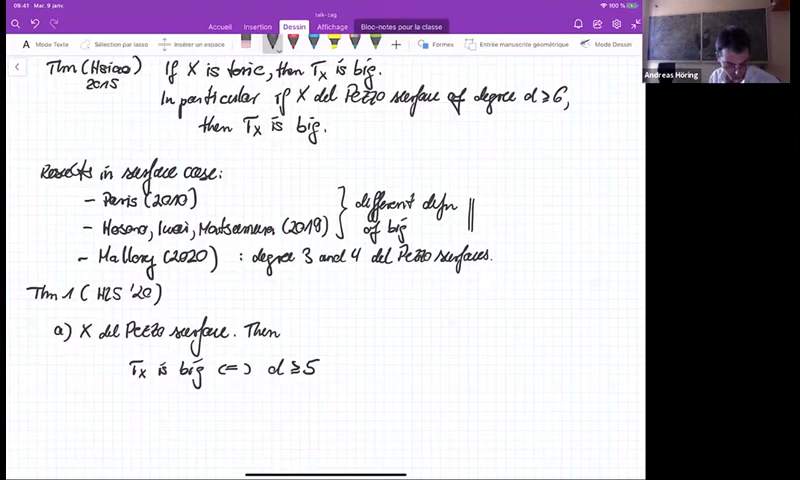 09:41 Mar. 9 janv.
100 %
talk-zag
Accueil Insertion Dessin Affichage Bloc-notes pour la classe
Mode Texte Sélection par lasso Insérer un espace Formes Entrée manuscrite géométrique Mode Dessin
Andreas Höring
Thm (Hsiao) If X is toric, then Tx is big.
2015
In particular if X del Pezzo surface of degree d ≥ 6,
then Tx is big.
Results in surface case:
- Paris (2010)
- Hosono, Iwai, Matsumura (2019) } different defn of big ||
- Mallory (2020) : degree 3 and 4 del Pezzo surfaces.
Thm 1 (HLS '20)
a) X del Pezzo surface. Then
Tx is big <=> d ≥ 5